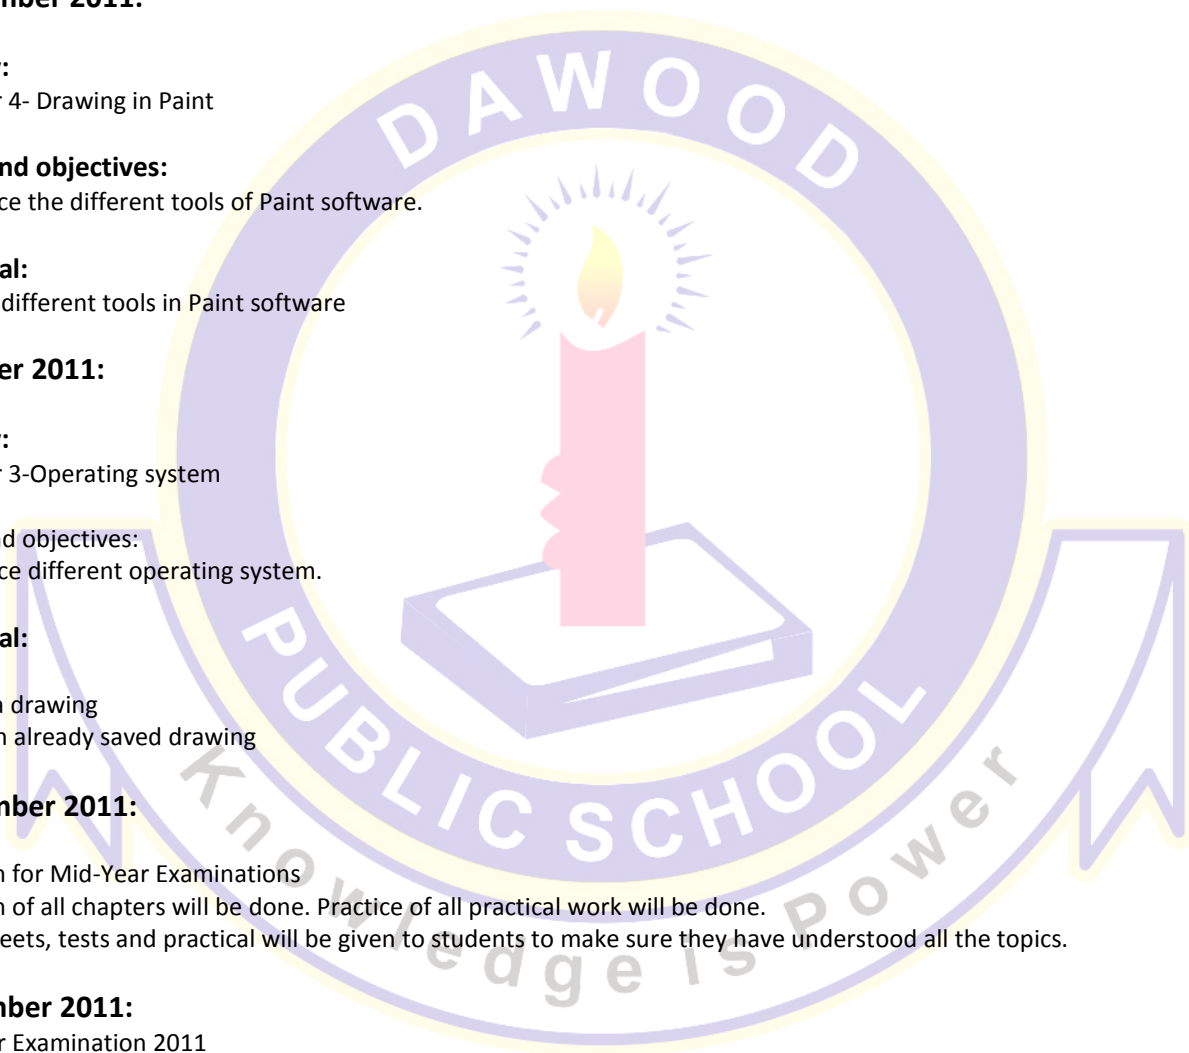 mber 2011:
y:
r 4- Drawing in Paint
nd objectives:
ce the different tools of Paint software.
al:
different tools in Paint software
er 2011:
y:
r 3-Operating system
nd objectives:
ce different operating system.
al:
a drawing
n already saved drawing
mber 2011:
n for Mid-Year Examinations
n of all chapters will be done. Practice of all practical work will be done.
eets, tests and practical will be given to students to make sure they have understood all the topics.
mber 2011:
r Examination 2011
DAWOOD
PUBLIC SCHOOL
Knowledge is Power